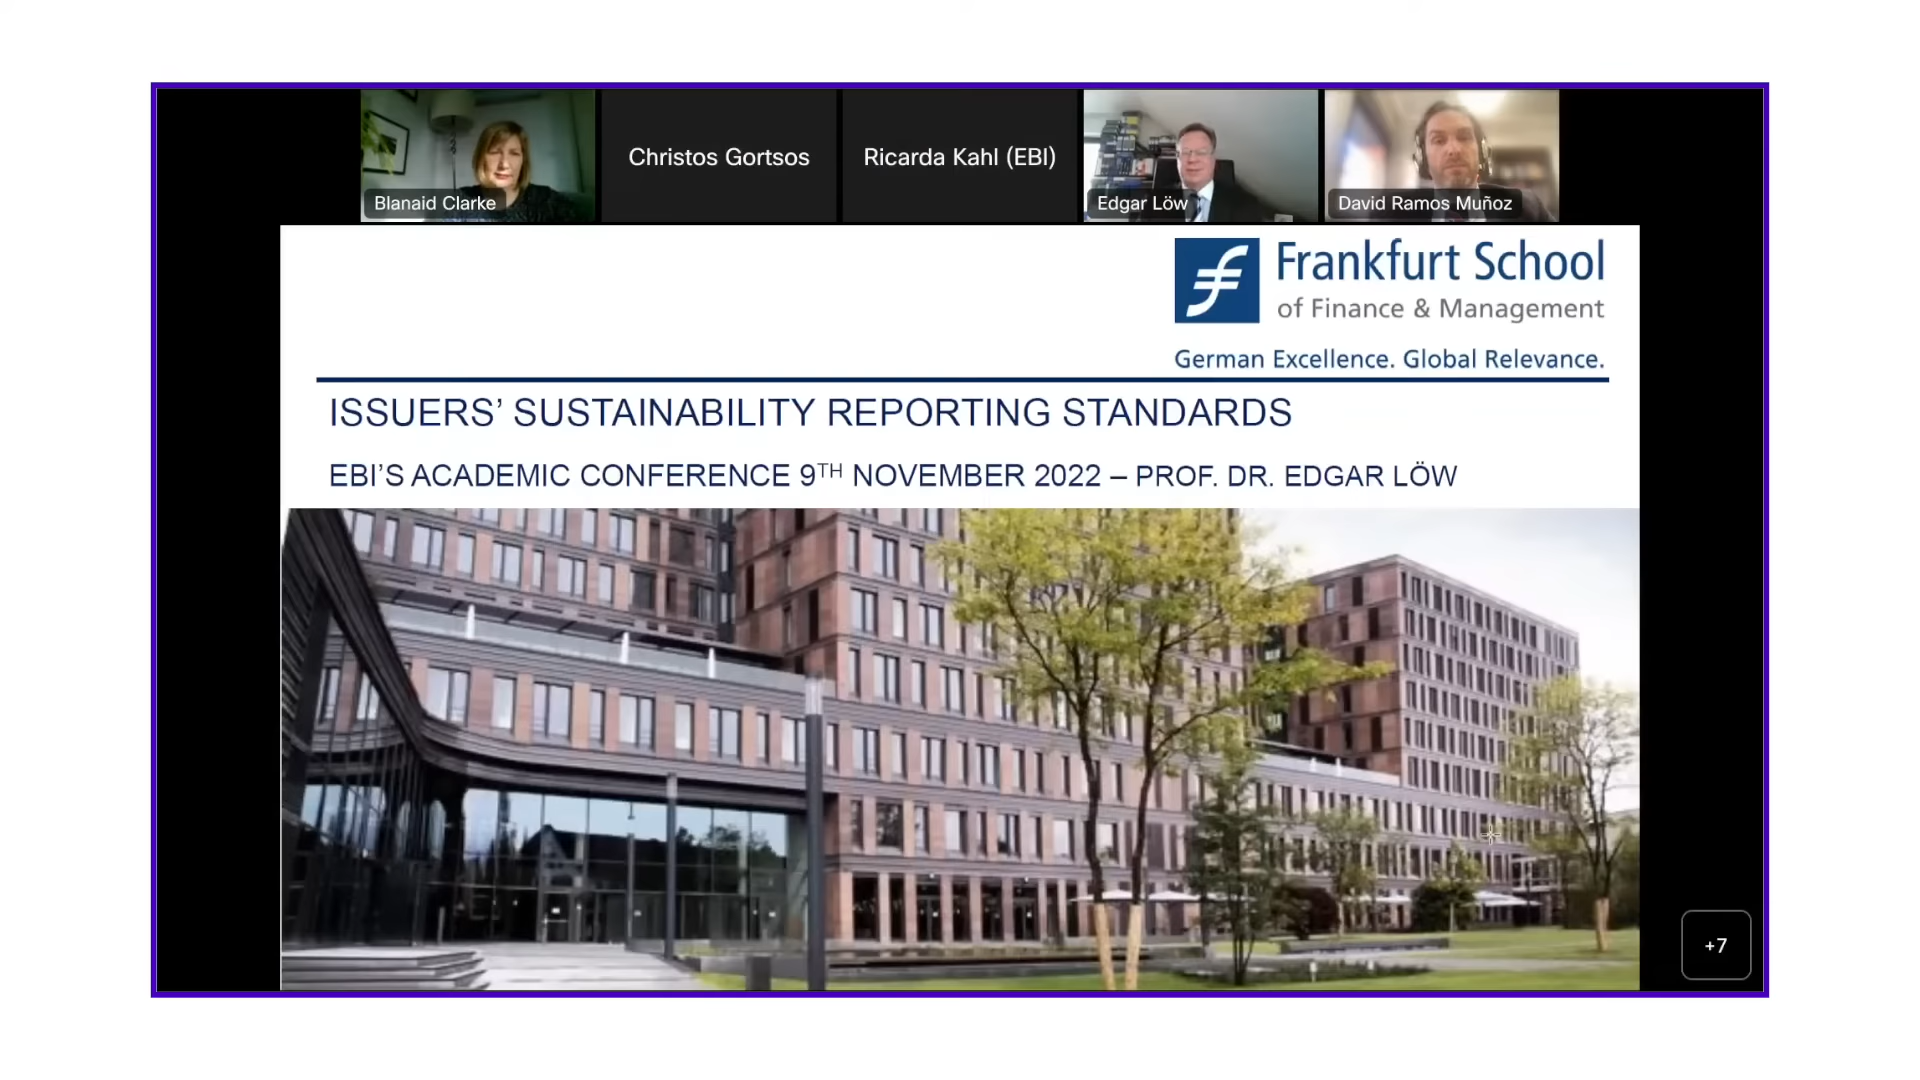 Blanaid Clarke
Christos Gortsos
Ricarda Kahl (EBI)
Edgar Löw
David Ramos Muñoz
Frankfurt School
of Finance & Management
German Excellence. Global Relevance.
ISSUERS’ SUSTAINABILITY REPORTING STANDARDS
EBI’S ACADEMIC CONFERENCE 9TH NOVEMBER 2022 – PROF. DR. EDGAR LÖW
+7